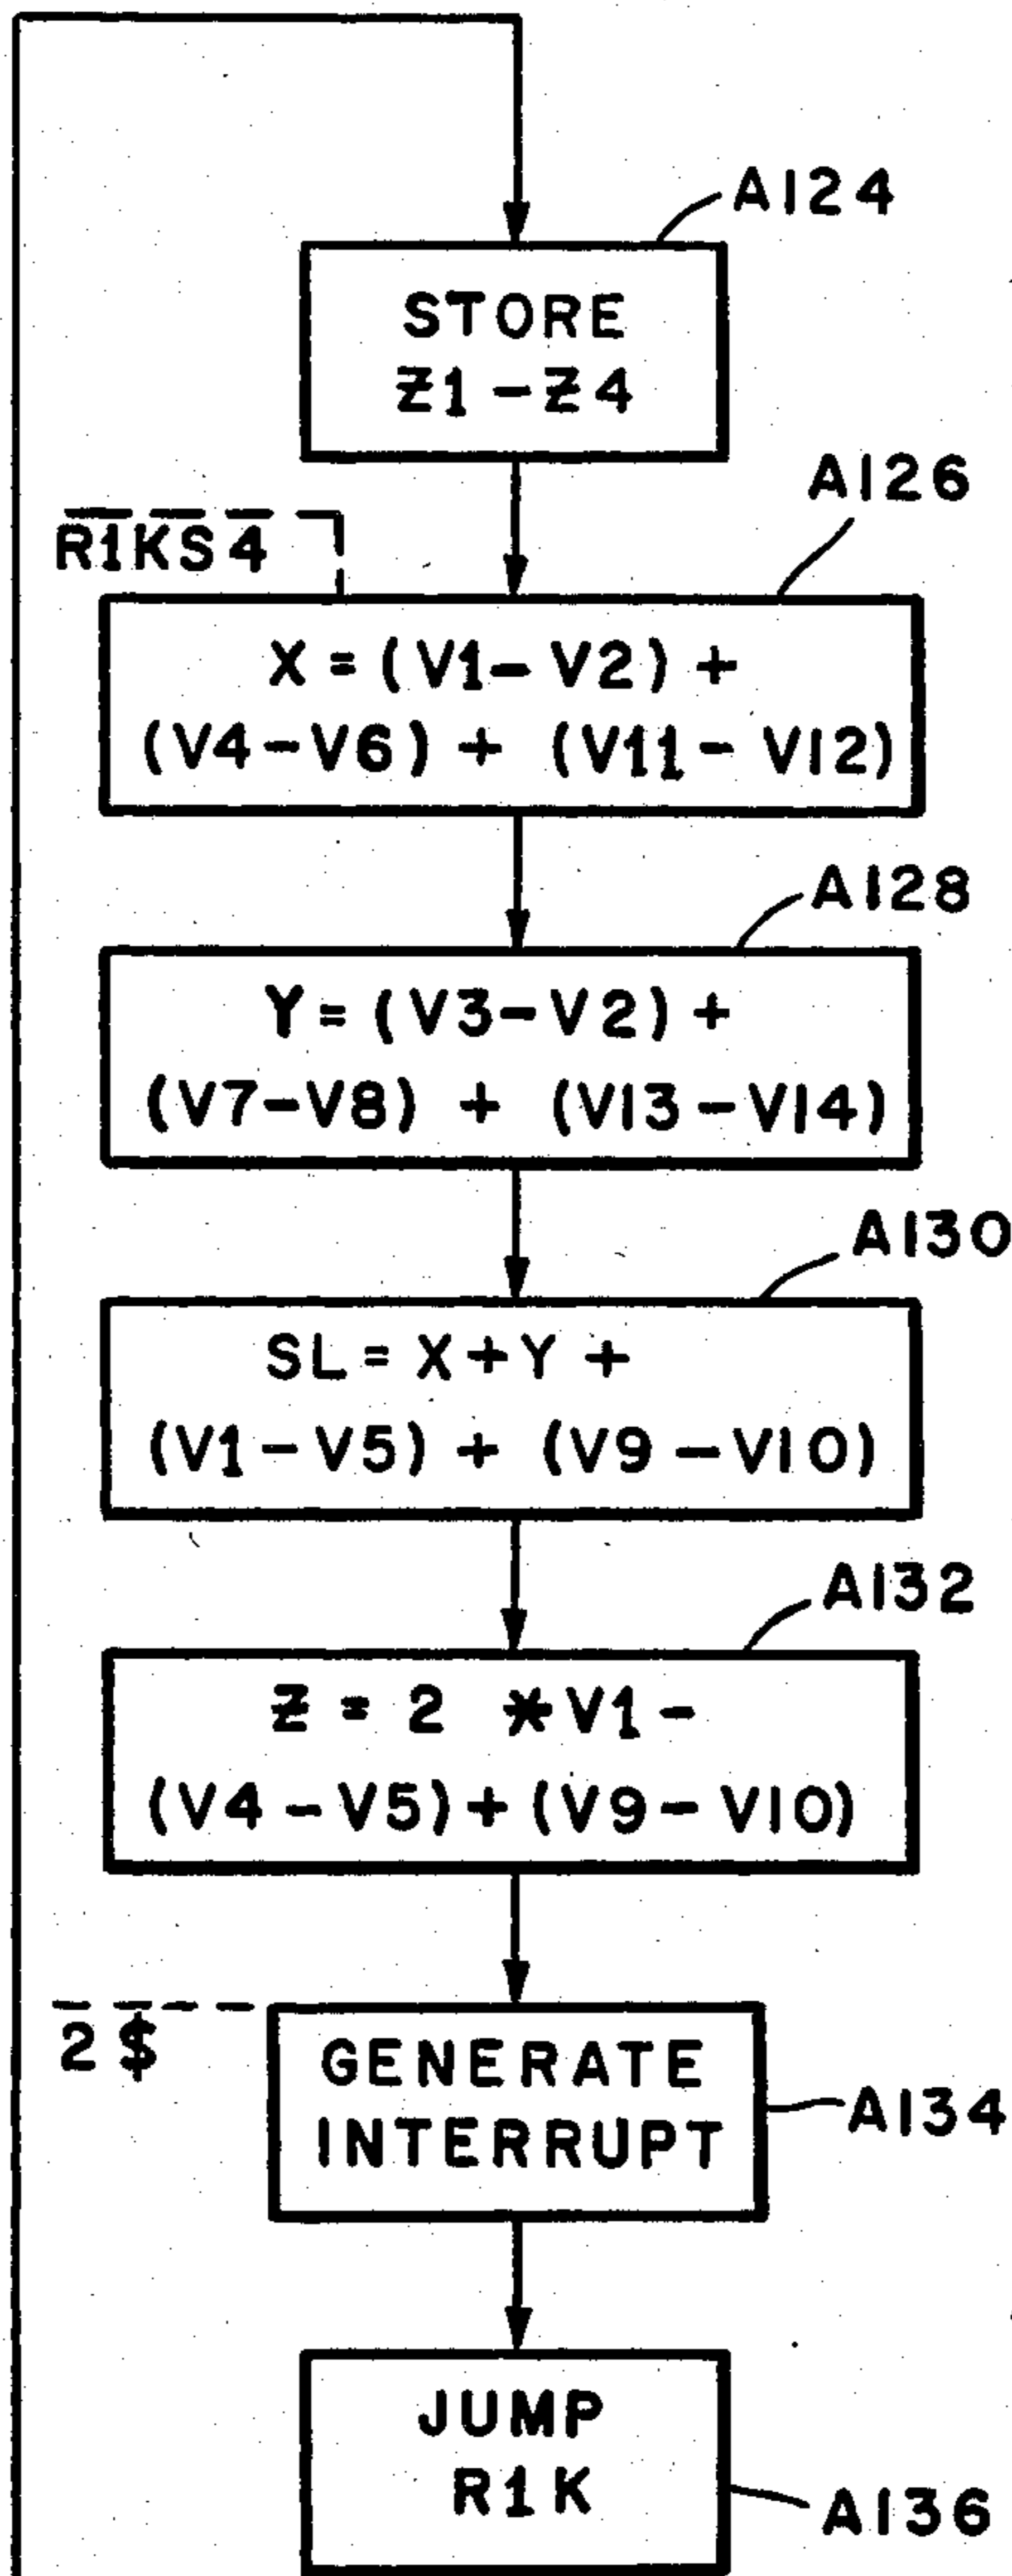 A124
STORE
Z1-Z4
A126
R1KS4
X = (V1-V2) +
(V4-V6) + (V11-V12)
A128
Y = (V3-V2) +
(V7-V8) + (V13-V14)
A130
SL = X+Y +
(V1-V5) + (V9-V10)
A132
Z = 2 *V1-
(V4-V5)+(V9-V10)
2$
GENERATE
INTERRUPT
A134
JUMP
R1K
A136